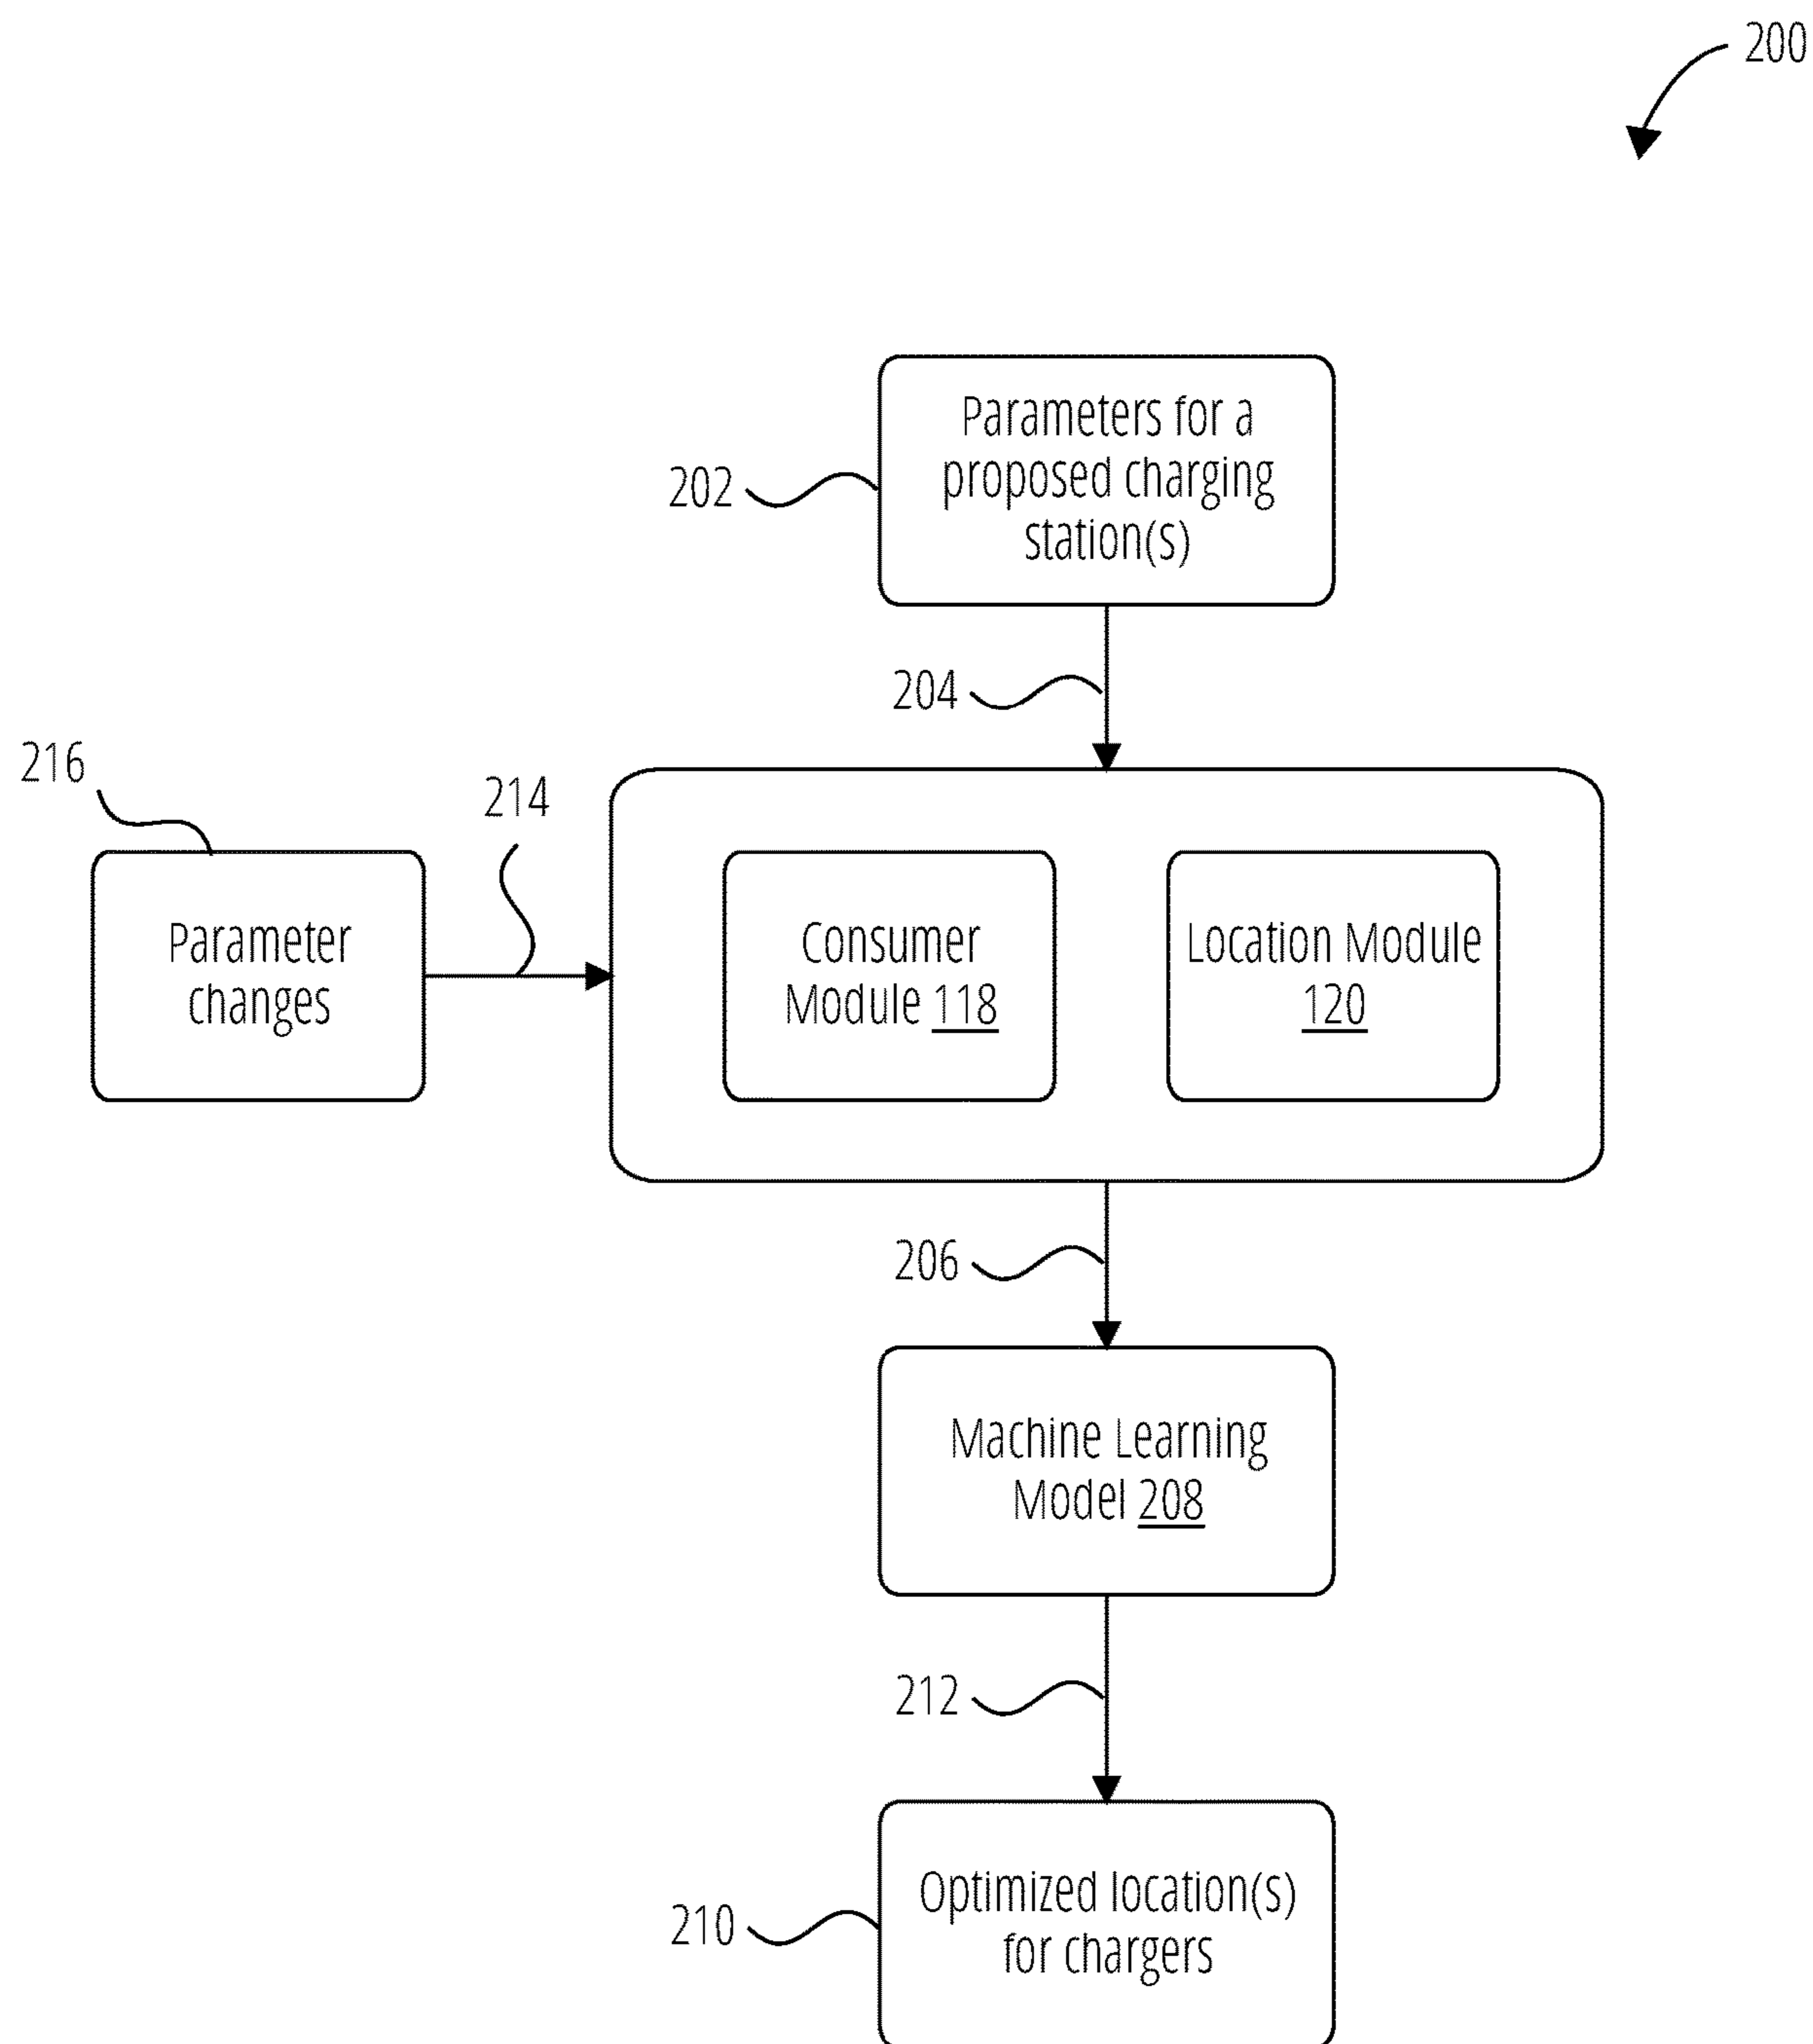 200
Parameters for a
proposed charging
station(s)
202
204
216
214
Parameter
changes
Consumer
Module 118
Location Module
120
206
Machine Learning
Model 208
212
Optimized location(s)
for chargers
210